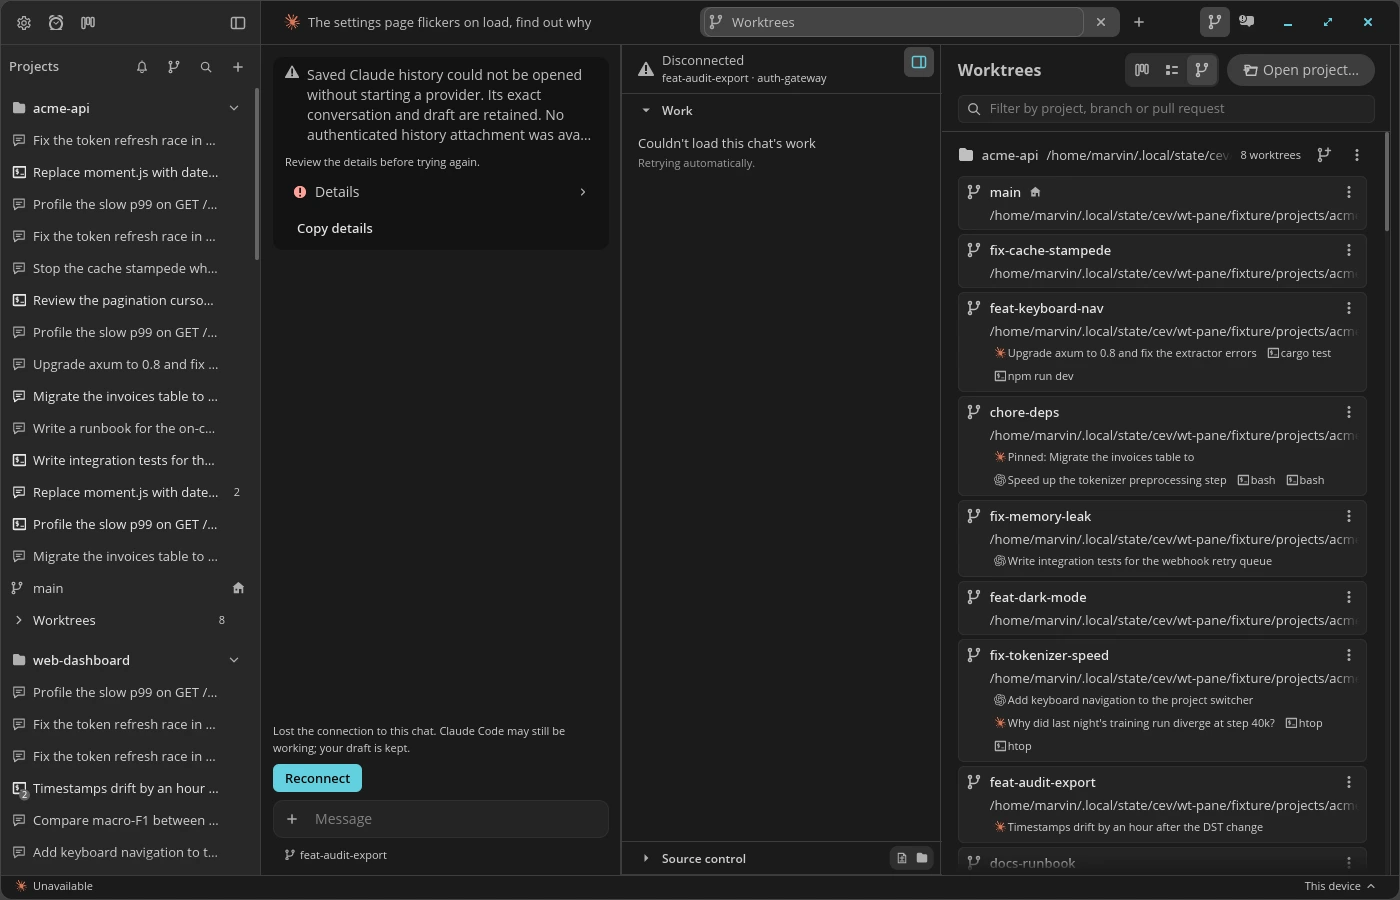 The settings page flickers on load, find out why
Worktrees
Projects
acme-api
Fix the token refresh race in ...
Replace moment.js with date...
Profile the slow p99 on GET /...
Fix the token refresh race in ...
Stop the cache stampede wh...
Review the pagination curso...
Profile the slow p99 on GET /...
Upgrade axum to 0.8 and fix ...
Migrate the invoices table to ...
Write a runbook for the on-c...
Write integration tests for th...
Replace moment.js with date... 2
Profile the slow p99 on GET /...
Migrate the invoices table to ...
main
Worktrees 8
web-dashboard
Profile the slow p99 on GET /...
Fix the token refresh race in ...
Fix the token refresh race in ...
2 Timestamps drift by an hour ...
Compare macro-F1 between ...
Add keyboard navigation to t...
Unavailable
Saved Claude history could not be opened
without starting a provider. Its exact
conversation and draft are retained. No
authenticated history attachment was ava...
Review the details before trying again.
Details
Copy details
Lost the connection to this chat. Claude Code may still be
working; your draft is kept.
Reconnect
Message
feat-audit-export
Disconnected
feat-audit-export · auth-gateway
Work
Couldn't load this chat's work
Retrying automatically.
Source control
Worktrees
Open project...
Filter by project, branch or pull request
acme-api /home/marvin/.local/state/cev 8 worktrees
main
/home/marvin/.local/state/cev/wt-pane/fixture/projects/acm
fix-cache-stampede
/home/marvin/.local/state/cev/wt-pane/fixture/projects/acm
feat-keyboard-nav
/home/marvin/.local/state/cev/wt-pane/fixture/projects/acm
Upgrade axum to 0.8 and fix the extractor errors cargo test
npm run dev
chore-deps
/home/marvin/.local/state/cev/wt-pane/fixture/projects/acm
Pinned: Migrate the invoices table to
Speed up the tokenizer preprocessing step bash bash
fix-memory-leak
/home/marvin/.local/state/cev/wt-pane/fixture/projects/acm
Write integration tests for the webhook retry queue
feat-dark-mode
/home/marvin/.local/state/cev/wt-pane/fixture/projects/acm
fix-tokenizer-speed
/home/marvin/.local/state/cev/wt-pane/fixture/projects/acm
Add keyboard navigation to the project switcher
Why did last night's training run diverge at step 40k? htop
htop
feat-audit-export
/home/marvin/.local/state/cev/wt-pane/fixture/projects/acm
Timestamps drift by an hour after the DST change
docs-runbook
This device